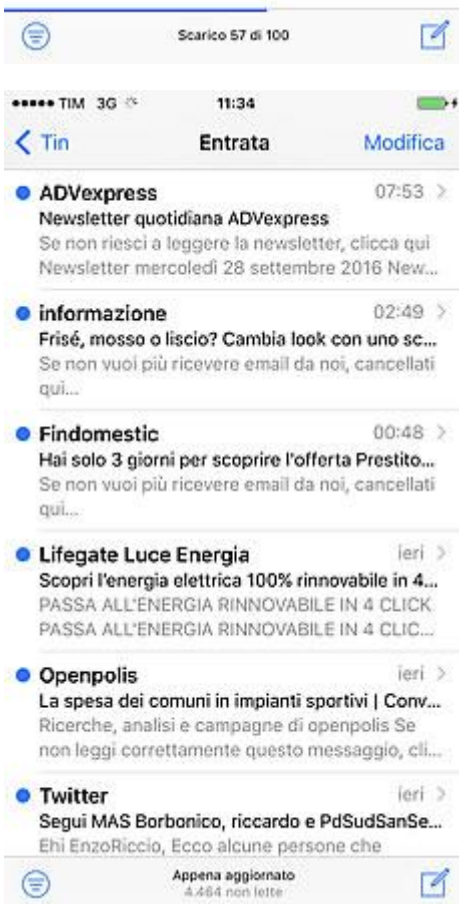 Scarico 57 di 100
TIM 3G 11:34
Tin Entrata Modifica
ADVexpress 07:53
Newsletter quotidiana ADVexpress
Se non riesci a leggere la newsletter, clicca qui
Newsletter mercoledì 28 settembre 2016 New...
informazione 02:49
Frisé, mosso o liscio? Cambia look con uno sc...
Se non vuoi più ricevere email da noi, cancellati
qui...
Findomestic 00:48
Hai solo 3 giorni per scoprire l'offerta Prestito...
Se non vuoi più ricevere email da noi, cancellati
qui...
Lifegate Luce Energia ieri
Scopri l'energia elettrica 100% rinnovabile in 4...
PASSA ALL'ENERGIA RINNOVABILE IN 4 CLICK
PASSA ALL'ENERGIA RINNOVABILE IN 4 CLIC...
Openpolis ieri
La spesa dei comuni in impianti sportivi | Conv...
Ricerche, analisi e campagne di openpolis Se
non leggi correttamente questo messaggio, cli...
Twitter ieri
Segui MAS Borbonico, riccardo e PdSudSanSe...
Ehi EnzoRiccio, Ecco alcune persone che
Appena aggiornato
4.464 non lette